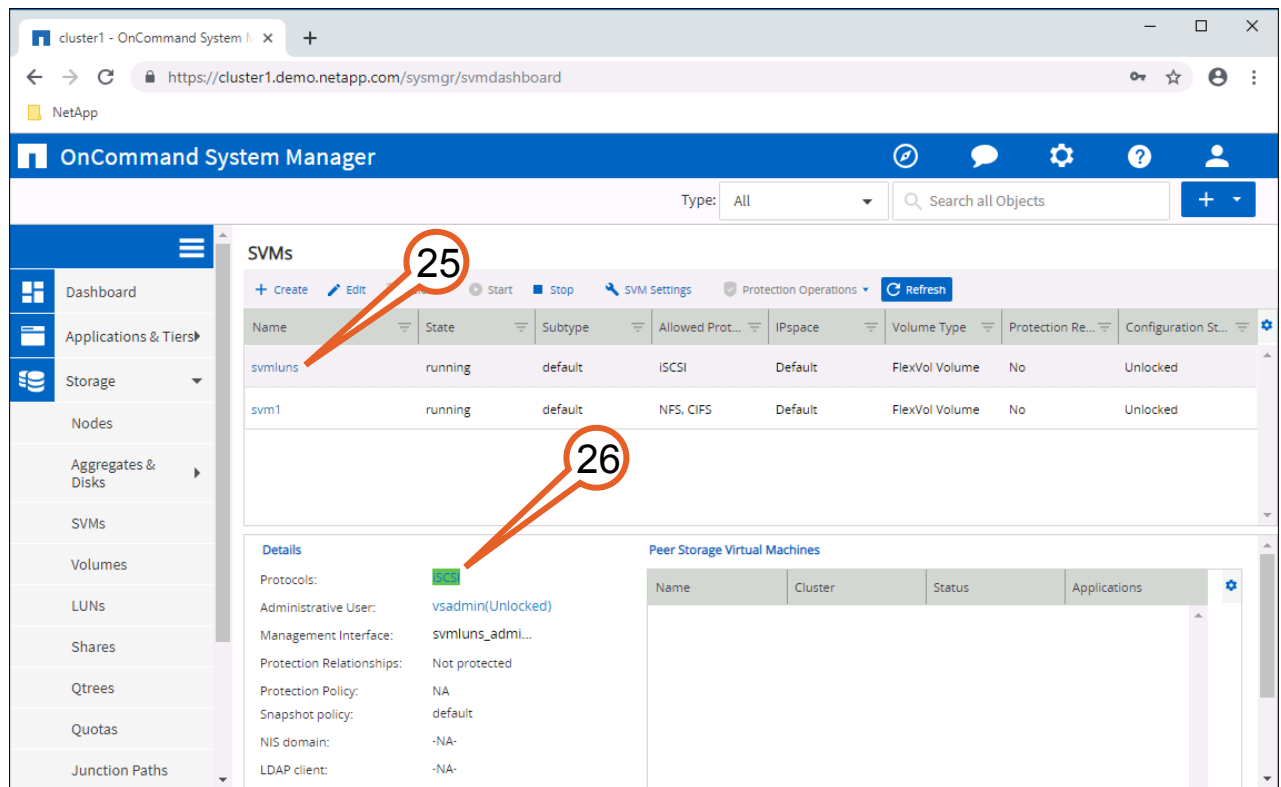 cluster1 - OnCommand System M
https://cluster1.demo.netapp.com/sysmgr/svmdashboard
NetApp
OnCommand System Manager
Type: All Search all Objects
SVMs
25
Create Edit Start Stop SVM Settings Protection Operations Refresh
Name State Subtype Allowed Prot... IPspace Volume Type Protection Re... Configuration St...
svmluns running default iSCSI Default FlexVol Volume No Unlocked
svm1 running default NFS, CIFS Default FlexVol Volume No Unlocked
26
Dashboard
Applications & Tiers
Storage
Nodes
Aggregates &
Disks
SVMs
Volumes
LUNs
Shares
Qtrees
Quotas
Junction Paths
Details
Protocols: iSCSI
Administrative User: vsadmin(Unlocked)
Management Interface: svmluns_admi...
Protection Relationships: Not protected
Protection Policy: NA
Snapshot policy: default
NIS domain: -NA-
LDAP client: -NA-
Peer Storage Virtual Machines
Name Cluster Status Applications